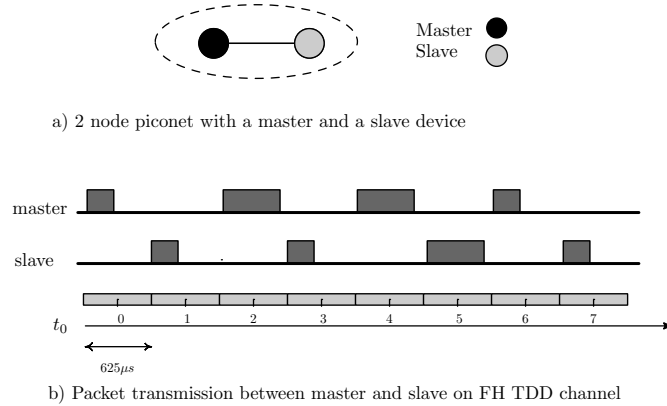 Master
Slave
a) 2 node piconet with a master and a slave device
master
slave
0 1 2 3 4 5 6 7
t₀
625μs
b) Packet transmission between master and slave on FH TDD channel